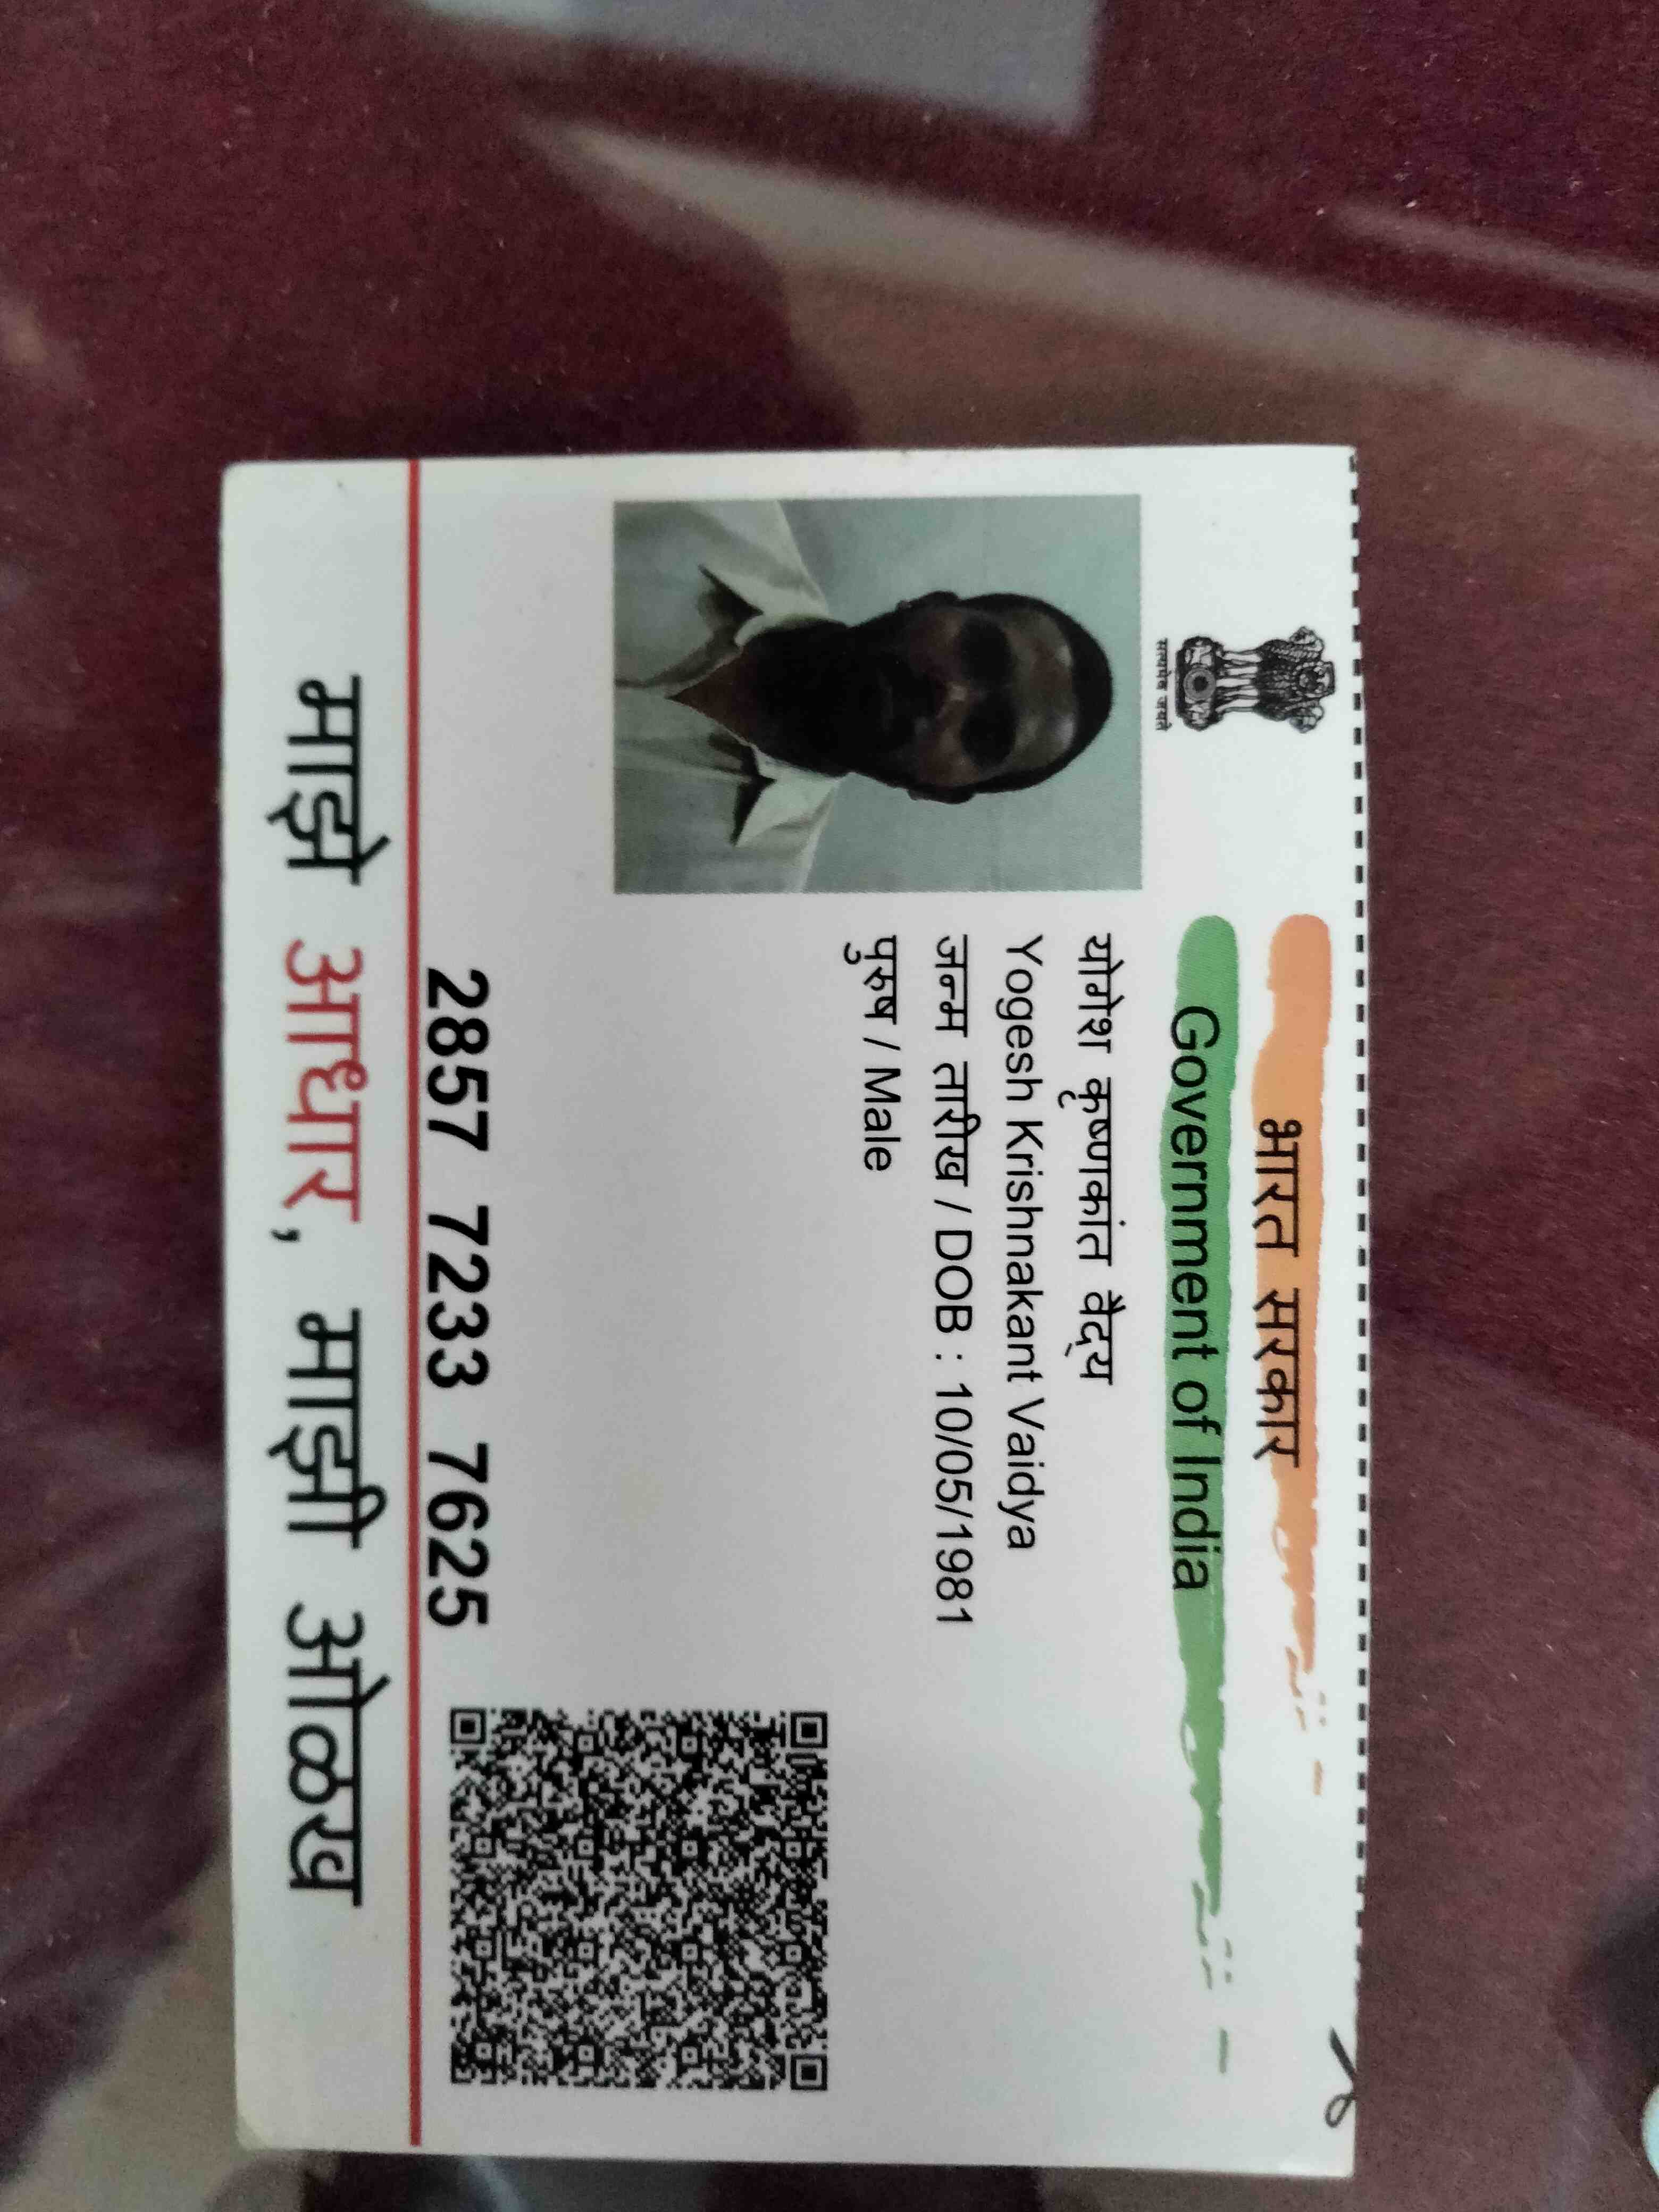 भारत सरकार
Government of India
सत्यमेव जयते
योगेश कृष्णकांत वैद्य
Yogesh Krishnakant Vaidya
जन्म तारीख / DOB : 10/05/1981
पुरुष / Male
2857 7233 7625
माझे आधार, माझी ओळख